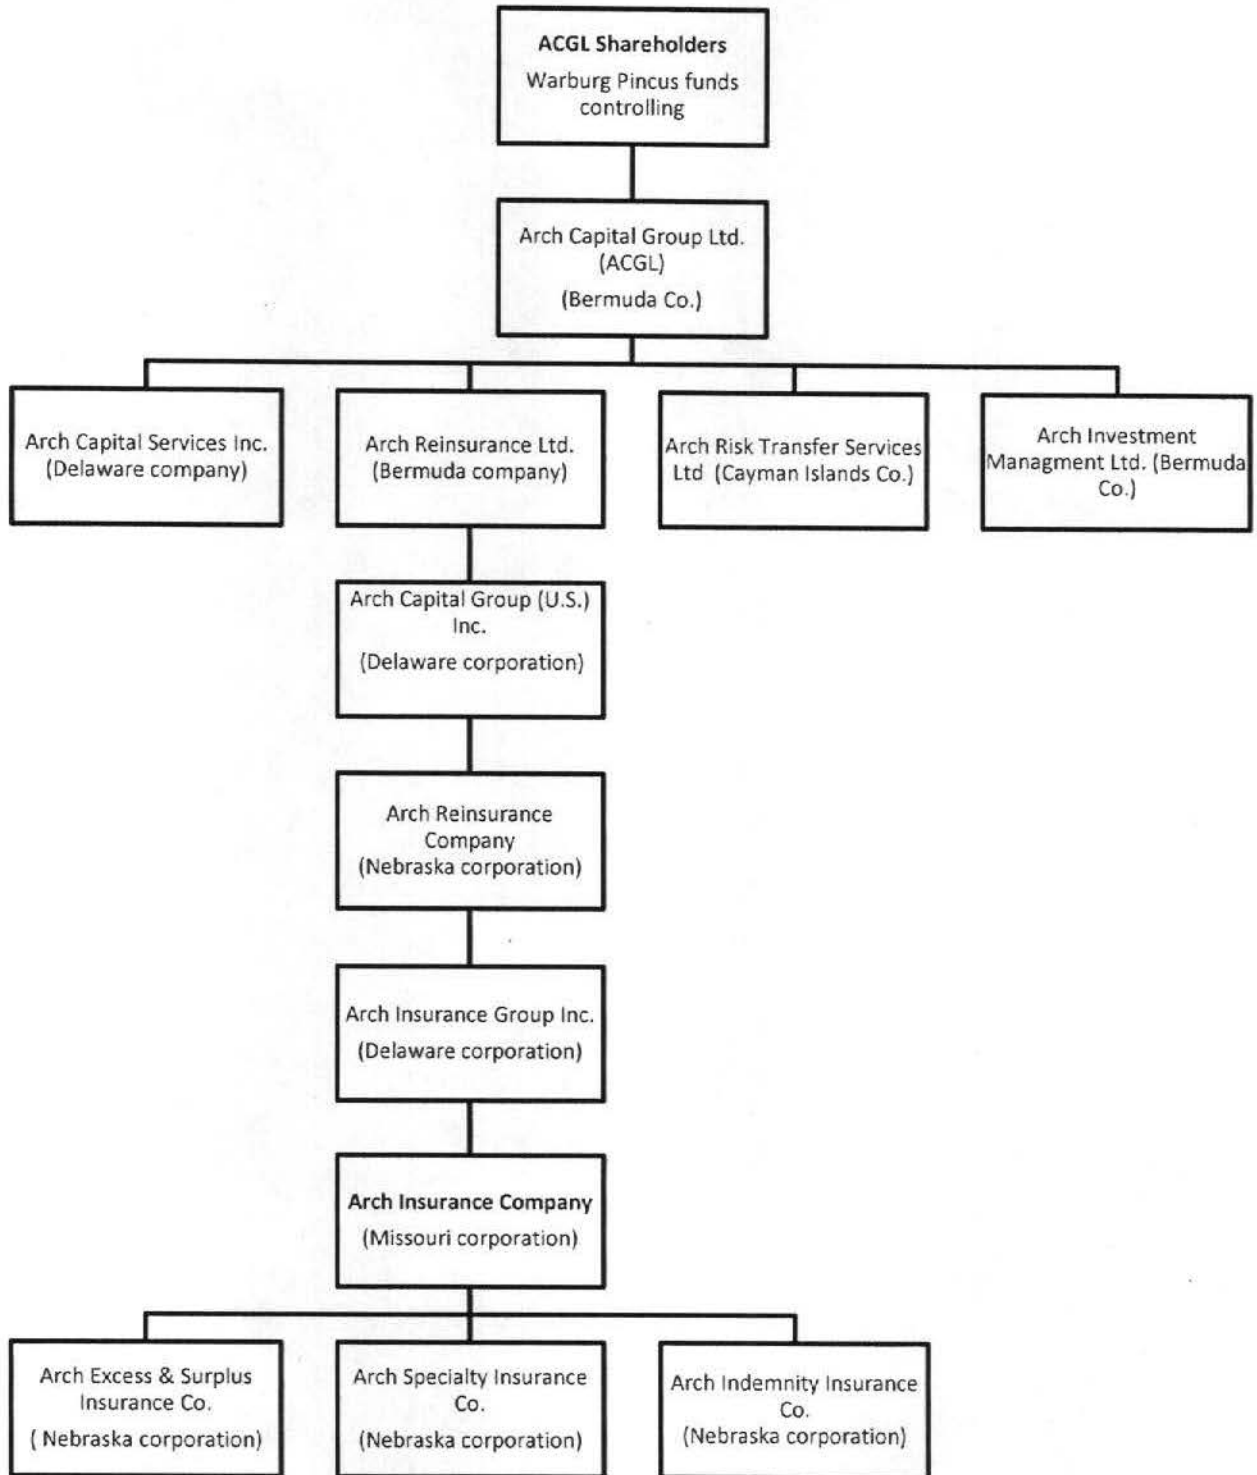 ACGL Shareholders
Warburg Pincus funds
controlling
Arch Capital Group Ltd.
(ACGL)
(Bermuda Co.)
Arch Capital Services Inc.
(Delaware company)
Arch Reinsurance Ltd.
(Bermuda company)
Arch Risk Transfer Services
Ltd (Cayman Islands Co.)
Arch Investment
Managment Ltd. (Bermuda
Co.)
Arch Capital Group (U.S.)
Inc.
(Delaware corporation)
Arch Reinsurance
Company
(Nebraska corporation)
Arch Insurance Group Inc.
(Delaware corporation)
Arch Insurance Company
(Missouri corporation)
Arch Excess & Surplus
Insurance Co.
( Nebraska corporation)
Arch Specialty Insurance
Co.
(Nebraska corporation)
Arch Indemnity Insurance
Co.
(Nebraska corporation)